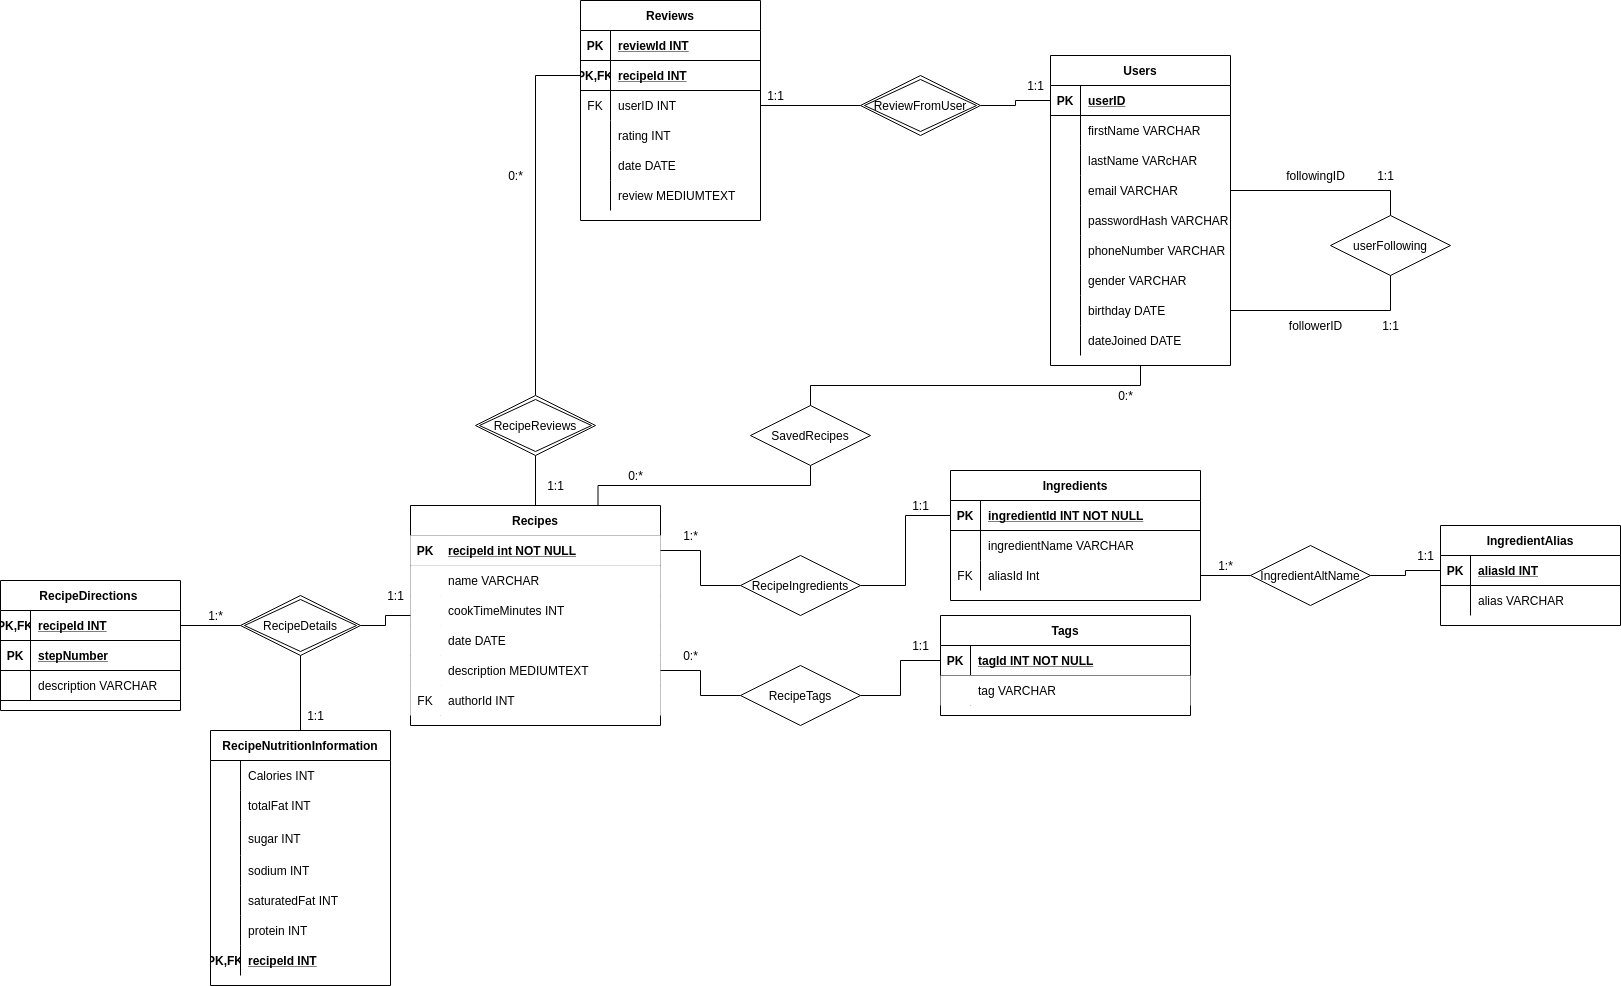 Reviews
PK reviewId INT
PK,FK recipeId INT
FK userID INT
rating INT
date DATE
review MEDIUMTEXT
0:*
1:1
ReviewFromUser
1:1
Users
PK userID
firstName VARCHAR
lastName VARcHAR
email VARCHAR
passwordHash VARCHAR
phoneNumber VARCHAR
gender VARCHAR
birthday DATE
dateJoined DATE
followingID 1:1
userFollowing
followerID 1:1
RecipeReviews
1:1
0:*
SavedRecipes
0:*
Recipes
PK recipeId int NOT NULL
name VARCHAR
cookTimeMinutes INT
date DATE
description MEDIUMTEXT
FK authorId INT
1:*
RecipeIngredients
1:1
Ingredients
PK ingredientId INT NOT NULL
ingredientName VARCHAR
FK aliasId Int
1:*
IngredientAltName
1:1
IngredientAlias
PK aliasId INT
alias VARCHAR
0:*
RecipeTags
1:1
Tags
PK tagId INT NOT NULL
tag VARCHAR
RecipeDirections
PK,FK recipeId INT
PK stepNumber
description VARCHAR
1:*
RecipeDetails
1:1
1:1
RecipeNutritionInformation
Calories INT
totalFat INT
sugar INT
sodium INT
saturatedFat INT
protein INT
PK,FK recipeId INT